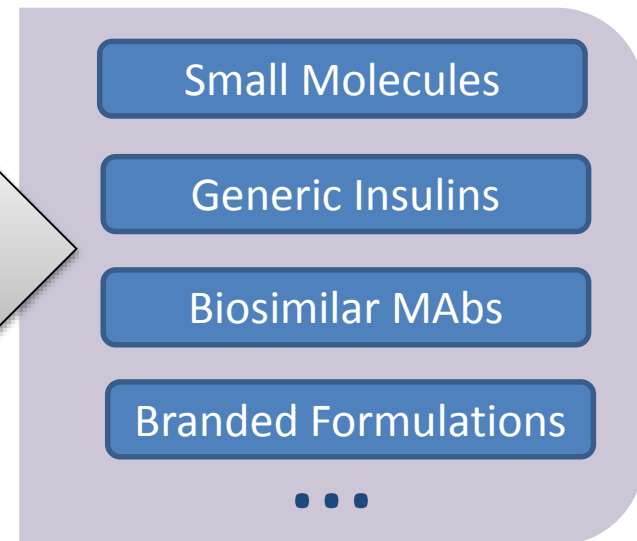 Small Molecules
Generic Insulins
Biosimilar MAbs
Branded Formulations
...